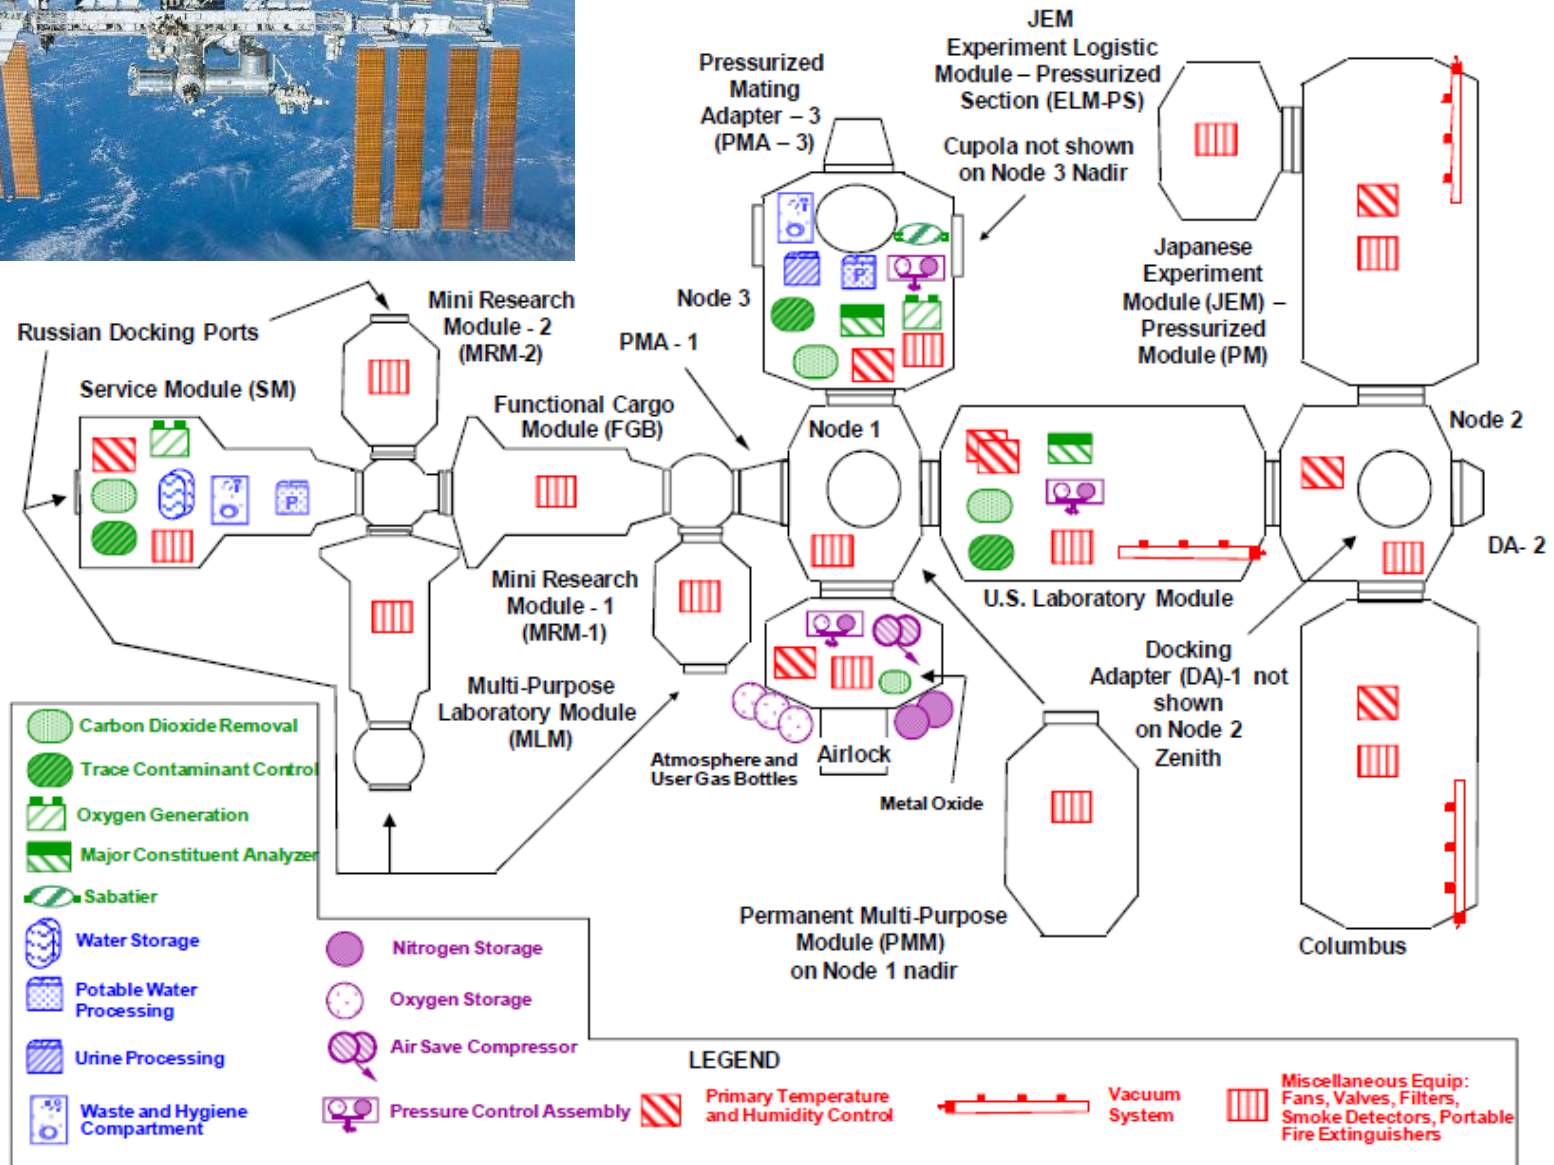 JEM
Experiment Logistic
Module – Pressurized
Section (ELM-PS)
Pressurized
Mating
Adapter – 3
(PMA – 3)
Cupola not shown
on Node 3 Nadir
Japanese
Experiment
Module (JEM) –
Pressurized
Module (PM)
Node 3
Mini Research
Module - 2
(MRM-2)
Russian Docking Ports
PMA - 1
Service Module (SM)
Functional Cargo
Module (FGB)
Node 1
Node 2
P
P
DA- 2
Mini Research
Module - 1
(MRM-1)
U.S. Laboratory Module
Docking
Adapter (DA)-1 not
shown
on Node 2
Zenith
Multi-Purpose
Laboratory Module
(MLM)
Atmosphere and
User Gas Bottles
Airlock
Metal Oxide
Permanent Multi-Purpose
Module (PMM)
on Node 1 nadir
Columbus
Carbon Dioxide Removal
Trace Contaminant Control
Oxygen Generation
Major Constituent Analyzer
Sabatier
Water Storage
Potable Water
Processing
Urine Processing
Waste and Hygiene
Compartment
Nitrogen Storage
Oxygen Storage
Air Save Compressor
Pressure Control Assembly
LEGEND
Primary Temperature
and Humidity Control
Vacuum
System
Miscellaneous Equip:
Fans, Valves, Filters,
Smoke Detectors, Portable
Fire Extinguishers